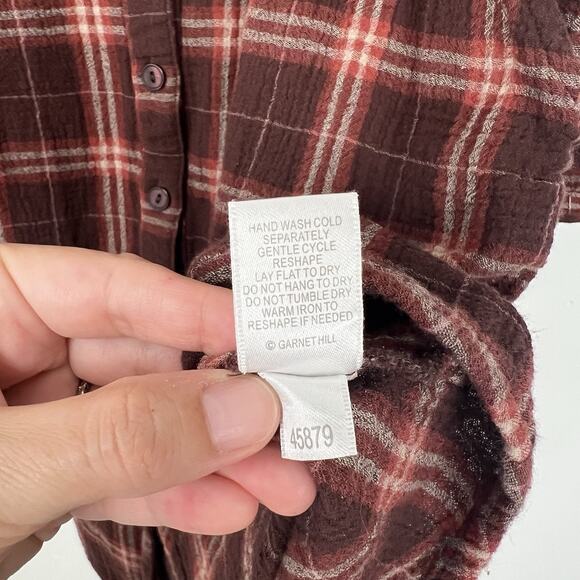 HAND WASH COLD
SEPARATELY
GENTLE CYCLE
RESHAPE
LAY FLAT TO DRY
DO NOT HANG TO DRY
DO NOT TUMBLE DRY
WARM IRON TO
RESHAPE IF NEEDED
© GARNET HILL
45879